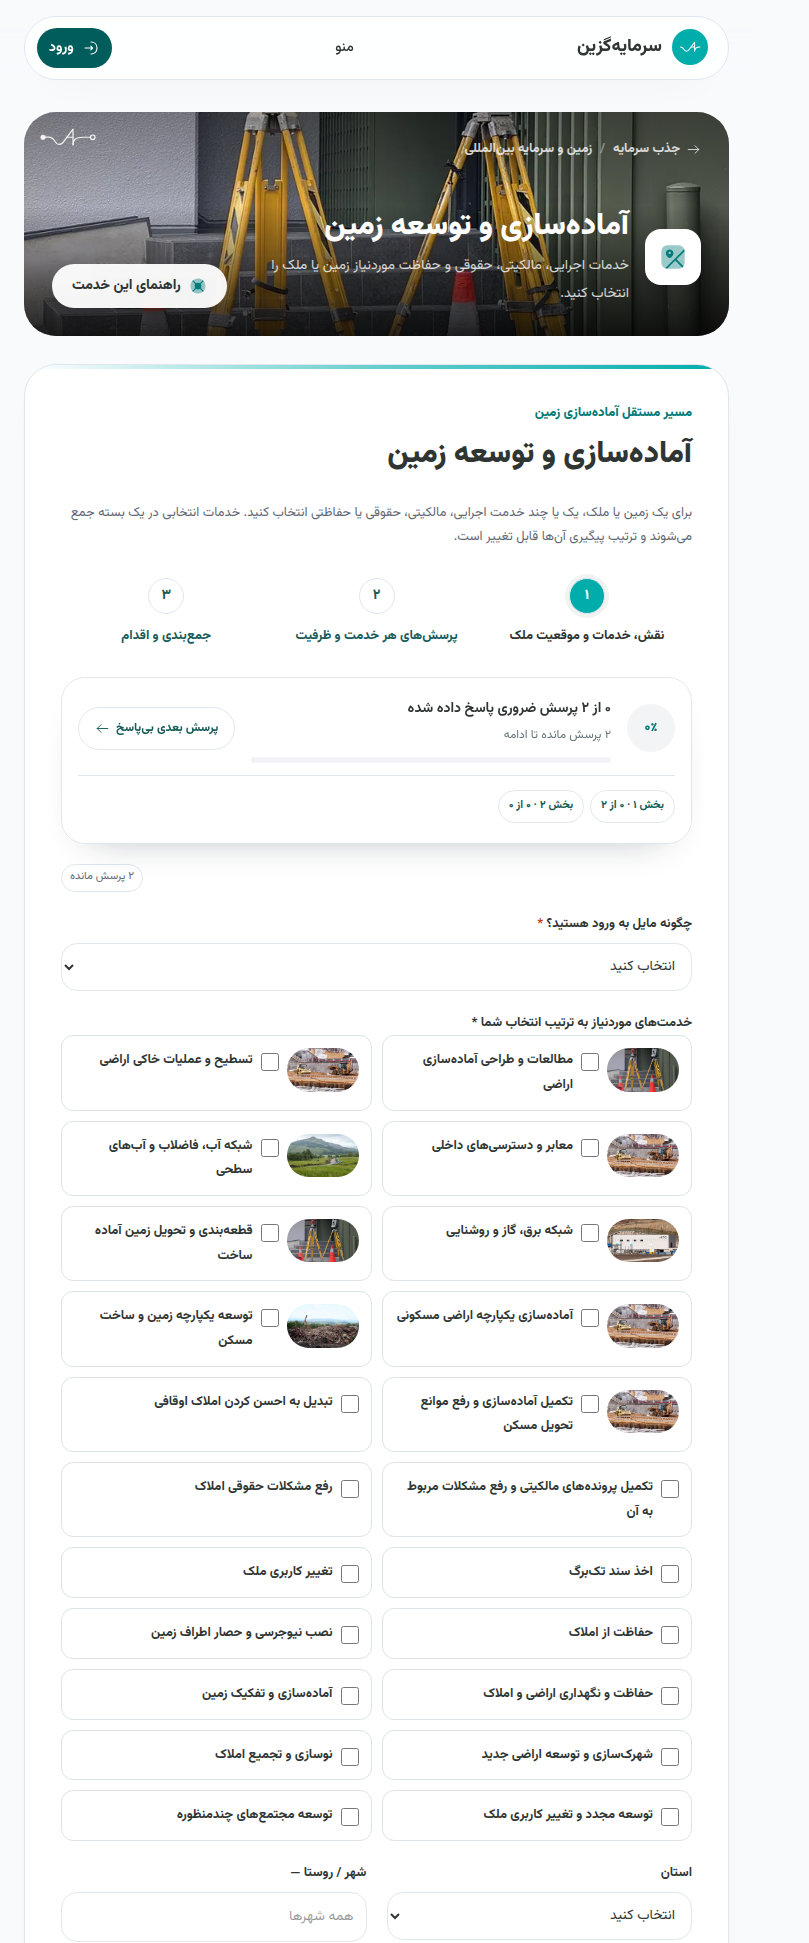 سرمایه‌گزین
منو
ورود
جذب سرمایه / زمین و سرمایه بین‌المللی
آماده‌سازی و توسعه زمین
خدمات اجرایی، مالکیتی، حقوقی و حفاظت موردنیاز زمین یا ملک را
انتخاب کنید.
راهنمای این خدمت
مسیر مستقل آماده‌سازی زمین
آماده‌سازی و توسعه زمین
برای یک زمین یا ملک، یک یا چند خدمت اجرایی، مالکیتی، حقوقی یا حفاظتی انتخاب کنید. خدمات انتخابی در یک بسته جمع
می‌شوند و ترتیب پیگیری آن‌ها قابل تغییر است.
۱
۲
۳
نقش، خدمات و موقعیت ملک
پرسش‌های هر خدمت و ظرفیت
جمع‌بندی و اقدام
۰٪
۰ از ۲ پرسش ضروری پاسخ داده شده
۲ پرسش مانده تا ادامه
پرسش بعدی بی‌پاسخ
بخش ۱ · ۰ از ۲
بخش ۲ · ۰ از ۰
۲ پرسش مانده
چگونه مایل به ورود هستید؟ *
انتخاب کنید
خدمت‌های موردنیاز به ترتیب انتخاب شما *
مطالعات و طراحی آماده‌سازی
اراضی
تسطیح و عملیات خاکی اراضی
معابر و دسترسی‌های داخلی
شبکه آب، فاضلاب و آب‌های
سطحی
شبکه برق، گاز و روشنایی
قطعه‌بندی و تحویل زمین آماده
ساخت
آماده‌سازی یکپارچه اراضی مسکونی
توسعه یکپارچه زمین و ساخت
مسکن
تکمیل آماده‌سازی و رفع موانع
تحویل مسکن
تبدیل به احسن کردن املاک اوقافی
تکمیل پرونده‌های مالکیتی و رفع مشکلات مربوط
به آن
رفع مشکلات حقوقی املاک
اخذ سند تک‌برگ
تغییر کاربری ملک
حفاظت از املاک
نصب نیوجرسی و حصار اطراف زمین
حفاظت و نگهداری اراضی و املاک
آماده‌سازی و تفکیک زمین
شهرک‌سازی و توسعه اراضی جدید
نوسازی و تجمیع املاک
توسعه مجدد و تغییر کاربری ملک
توسعه مجتمع‌های چندمنظوره
استان
شهر / روستا —
انتخاب کنید
همه شهرها